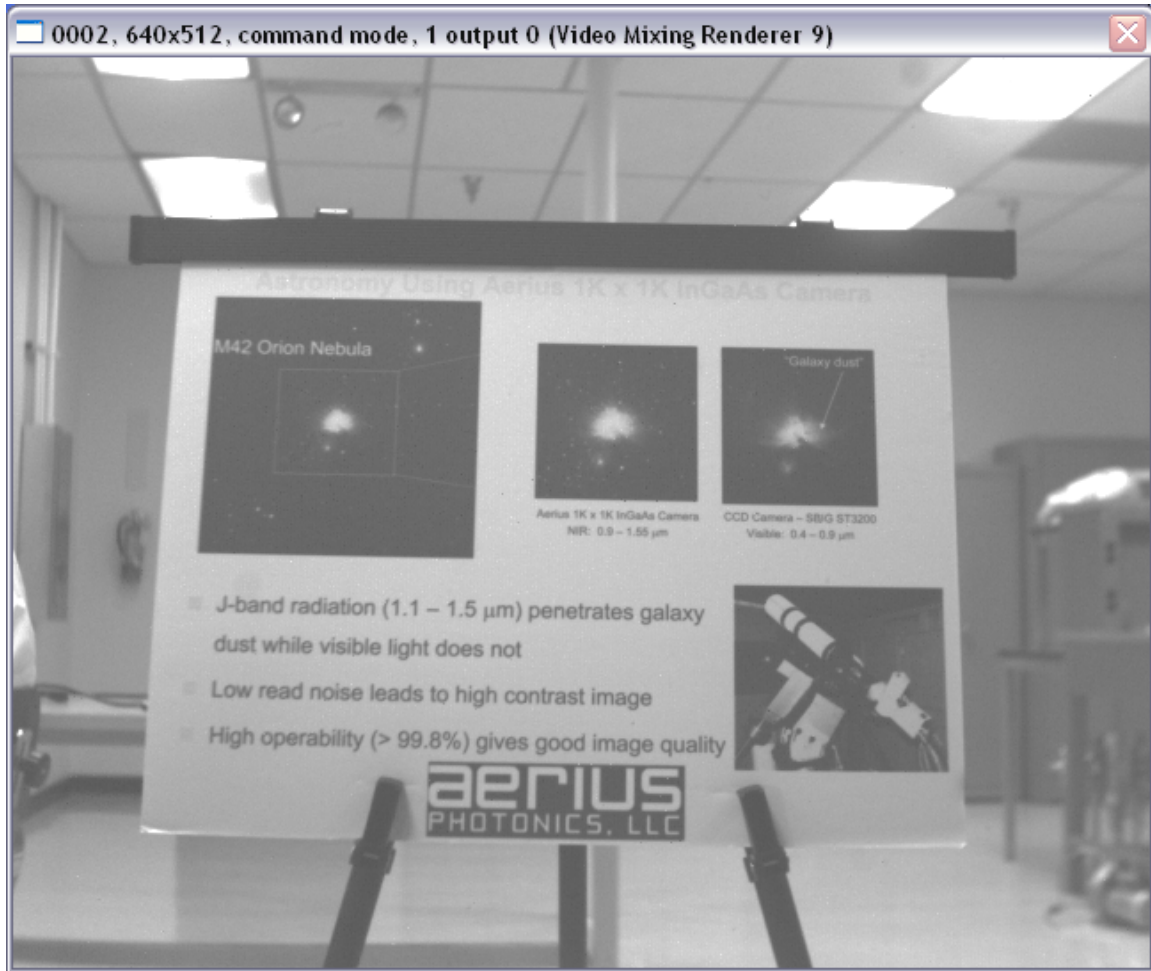 0002, 640x512, command mode, 1 output 0 (Video Mixing Renderer 9)
Astronomy Using Aerius 1K x 1K InGaAs Camera
M42 Orion Nebula
"Galaxy dust"
Aerius 1K x 1K InGaAs Camera
NIR: 0.9 – 1.55 μm
CCD Camera – SBIG ST3200
Visible: 0.4 – 0.9 μm
J-band radiation (1.1 – 1.5 μm) penetrates galaxy
dust while visible light does not
Low read noise leads to high contrast image
High operability (> 99.8%) gives good image quality
aerius
PHOTONICS, LLC